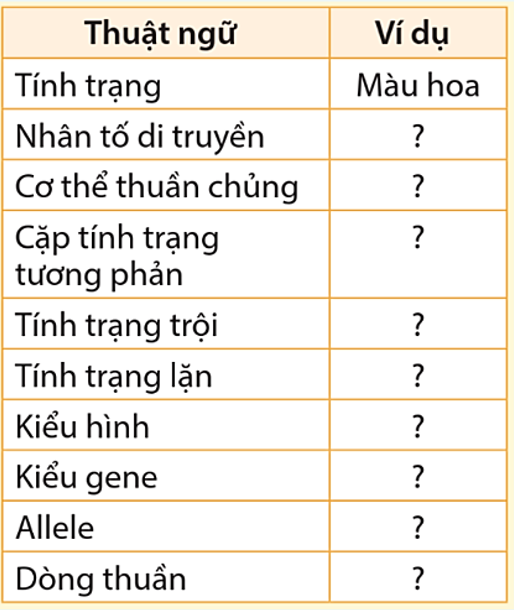 Thuật ngữ Ví dụ
Tính trạng Màu hoa
Nhân tố di truyền ?
Cơ thể thuần chủng ?
Cặp tính trạng ?
tương phản
Tính trạng trội ?
Tính trạng lặn ?
Kiểu hình ?
Kiểu gene ?
Allele ?
Dòng thuần ?